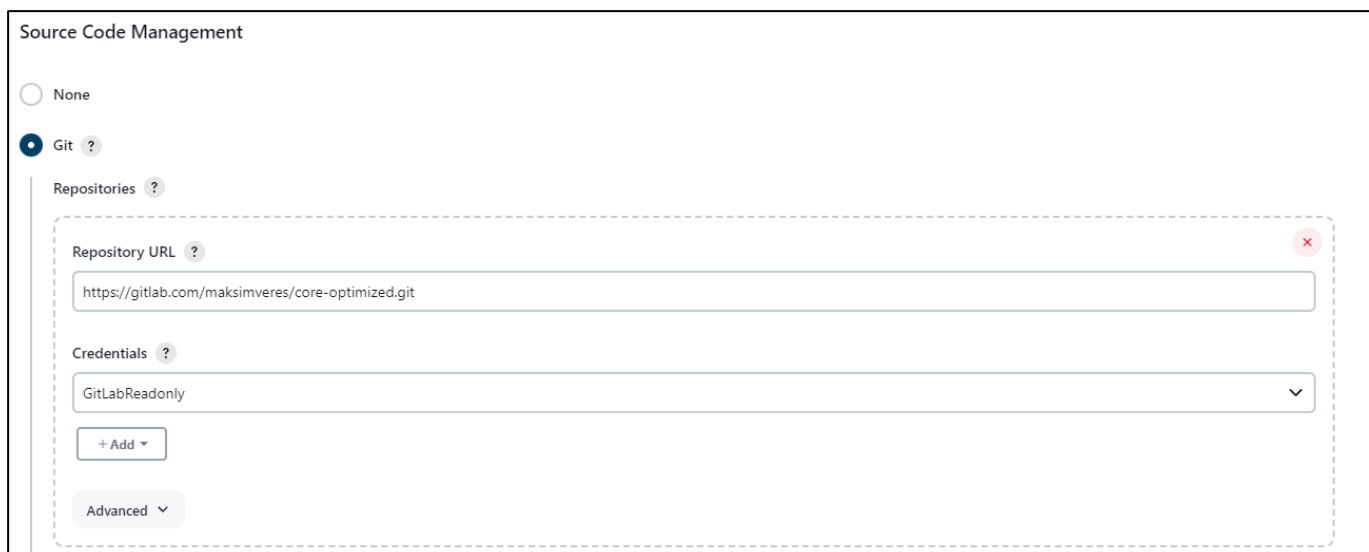 Source Code Management
None
Git ?
Repositories ?
Repository URL ?
https://gitlab.com/maksimveres/core-optimized.git
Credentials ?
GitLabReadonly
+ Add
Advanced